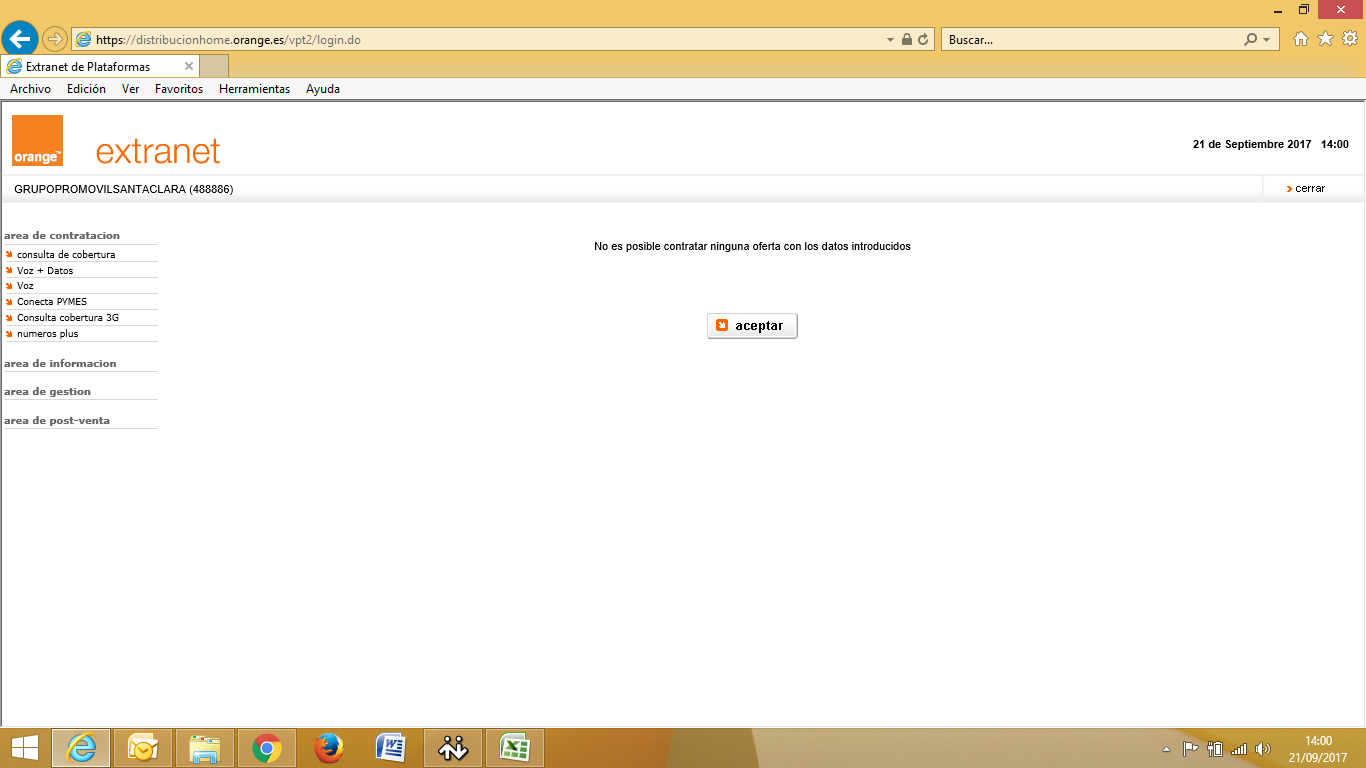 https://distribucionhome.orange.es/vpt2/login.do
Buscar...
Extranet de Plataformas
Archivo Edición Ver Favoritos Herramientas Ayuda
orange™
extranet
21 de Septiembre 2017 14:00
GRUPOPROMOVILSANTACLARA (488886)
cerrar
area de contratacion
consulta de cobertura
Voz + Datos
Voz
Conecta PYMES
Consulta cobertura 3G
numeros plus
area de informacion
area de gestion
area de post-venta
No es posible contratar ninguna oferta con los datos introducidos
aceptar
14:00
21/09/2017